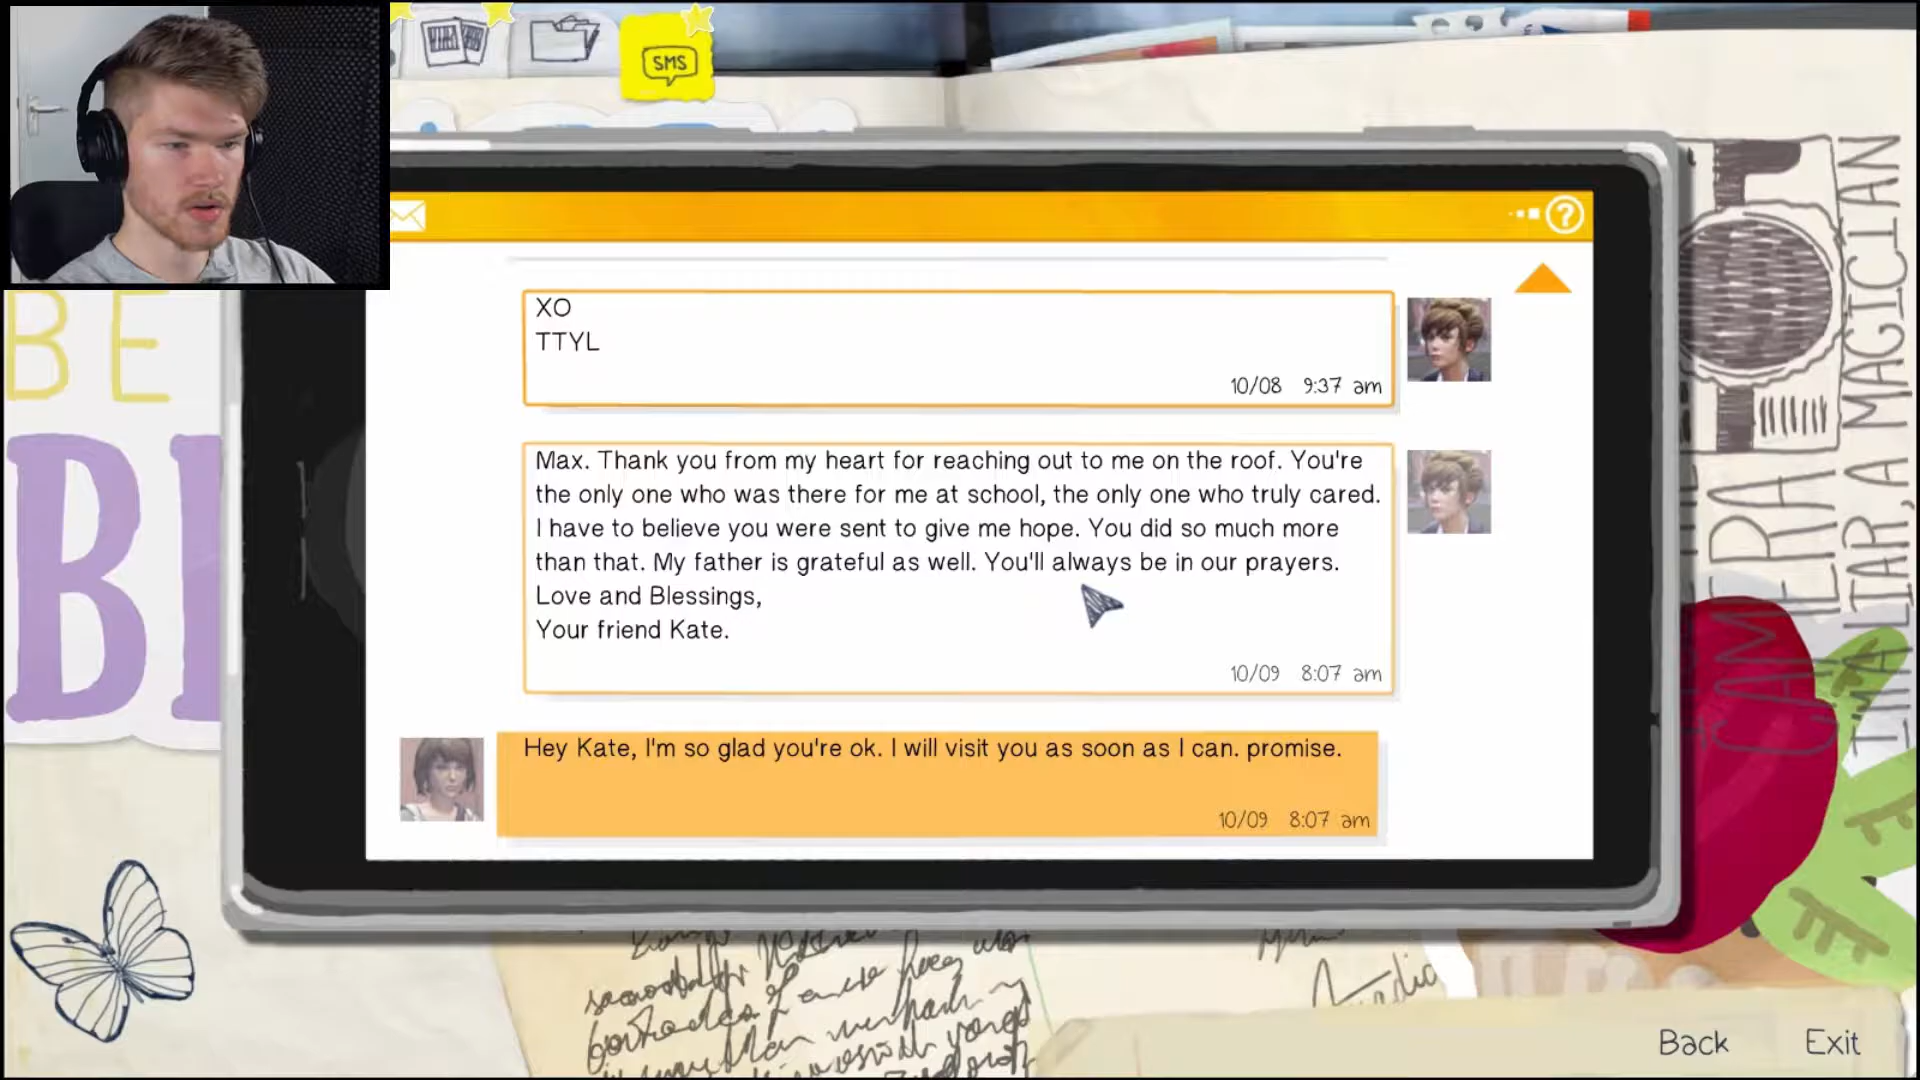 SMS
XO
TTYL
10/08 9:37 am
Max. Thank you from my heart for reaching out to me on the roof. You're
the only one who was there for me at school, the only one who truly cared.
I have to believe you were sent to give me hope. You did so much more
than that. My father is grateful as well. You'll always be in our prayers.
Love and Blessings,
Your friend Kate.
10/09 8:07 am
Hey Kate, I'm so glad you're ok. I will visit you as soon as I can. promise.
10/09 8:07 am
BE
CAMERA
LIAR, A MAGICIAN
Back
Exit